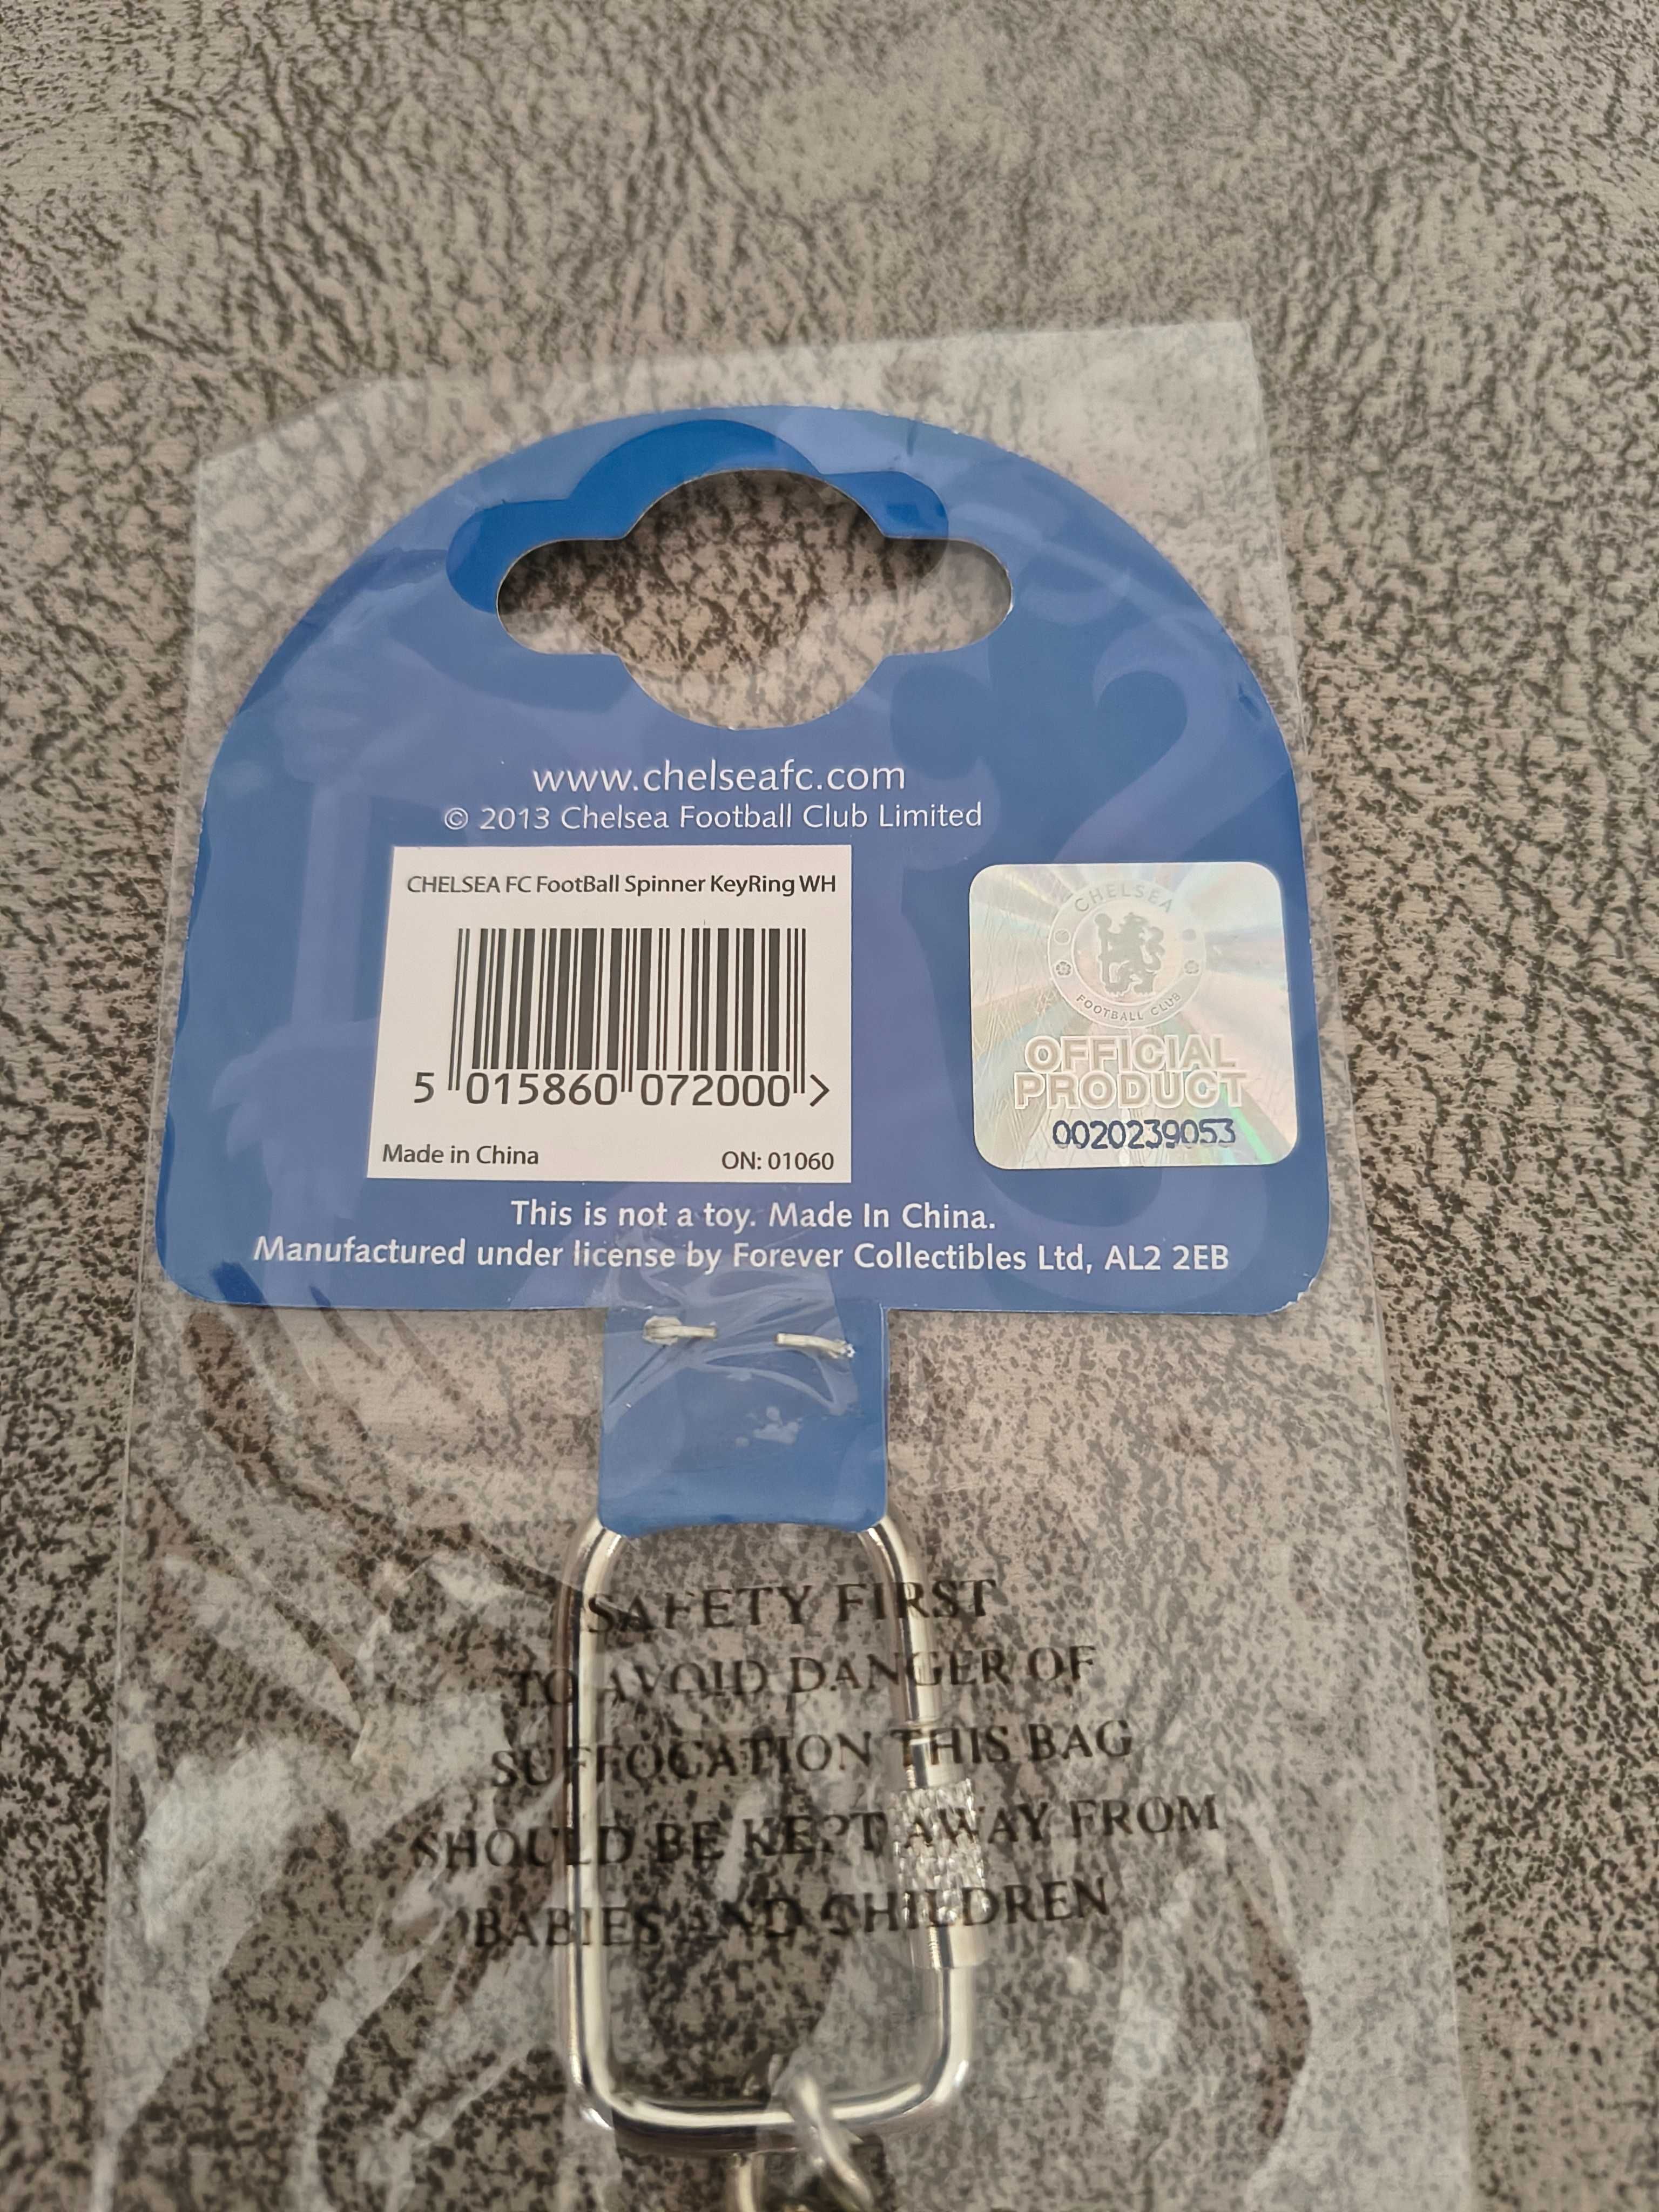 www.chelseafc.com
© 2013 Chelsea Football Club Limited
CHELSEA FC FootBall Spinner KeyRing WH
5 015860 072000 >
Made in China
ON: 01060
CHELSEA
FOOTBALL CLUB
OFFICIAL
PRODUCT
0020239053
This is not a toy. Made In China.
Manufactured under license by Forever Collectibles Ltd, AL2 2EB
SAFETY FIRST
TO AVOID DANGER OF
SUFFOCATION THIS BAG
SHOULD BE KEPT AWAY FROM
BABIES AND CHILDREN